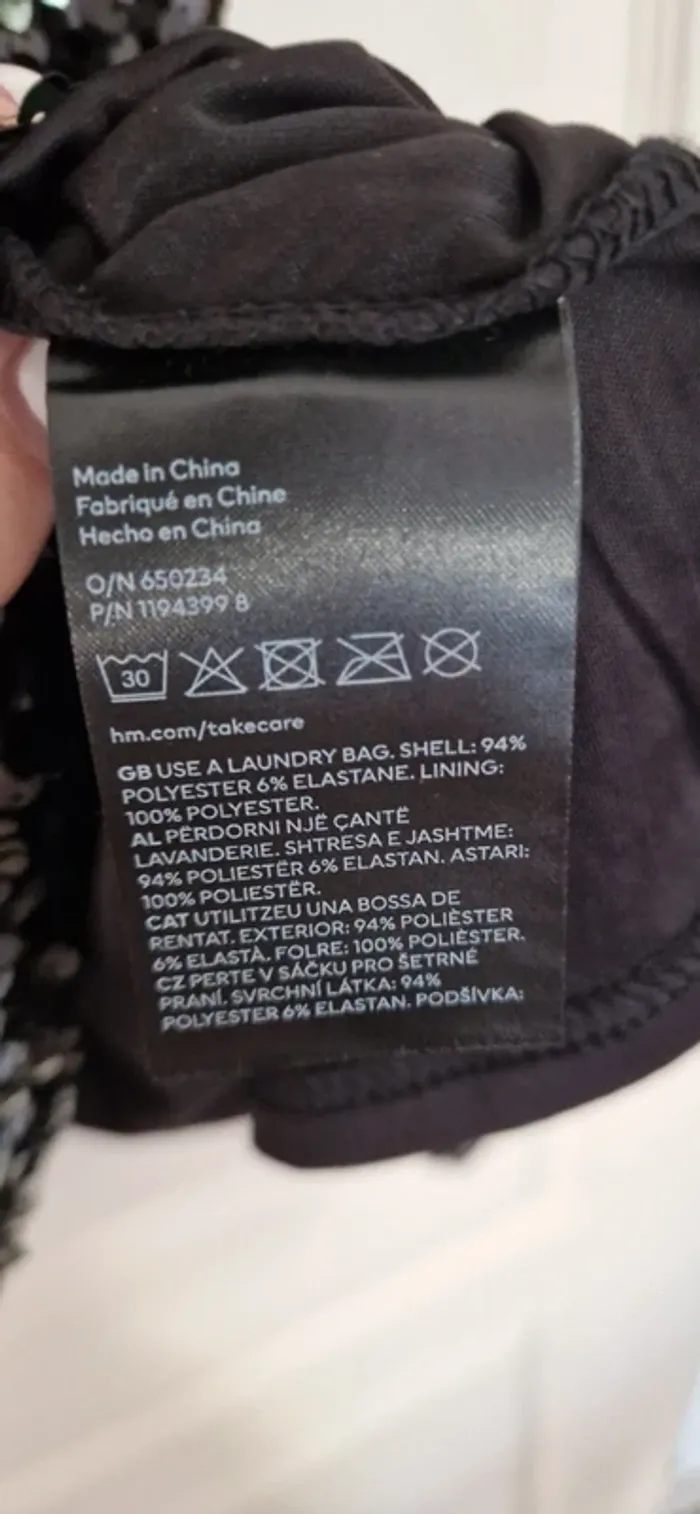 Made in China
Fabriqué en Chine
Hecho en China
O/N 650234
P/N 1194399 8
30
hm.com/takecare
GB USE A LAUNDRY BAG. SHELL: 94%
POLYESTER 6% ELASTANE. LINING:
100% POLYESTER.
AL PËRDORNI NJË ÇANTË
LAVANDERIE. SHTRESA E JASHTME:
94% POLIESTËR 6% ELASTAN. ASTARI:
100% POLIESTËR.
CAT UTILITZEU UNA BOSSA DE
RENTAT. EXTERIOR: 94% POLIÈSTER
6% ELASTÀ. FOLRE: 100% POLIÈSTER.
CZ PERTE V SÁČKU PRO ŠETRNÉ
PRANÍ. SVRCHNÍ LÁTKA: 94%
POLYESTER 6% ELASTAN. PODŠÍVKA: